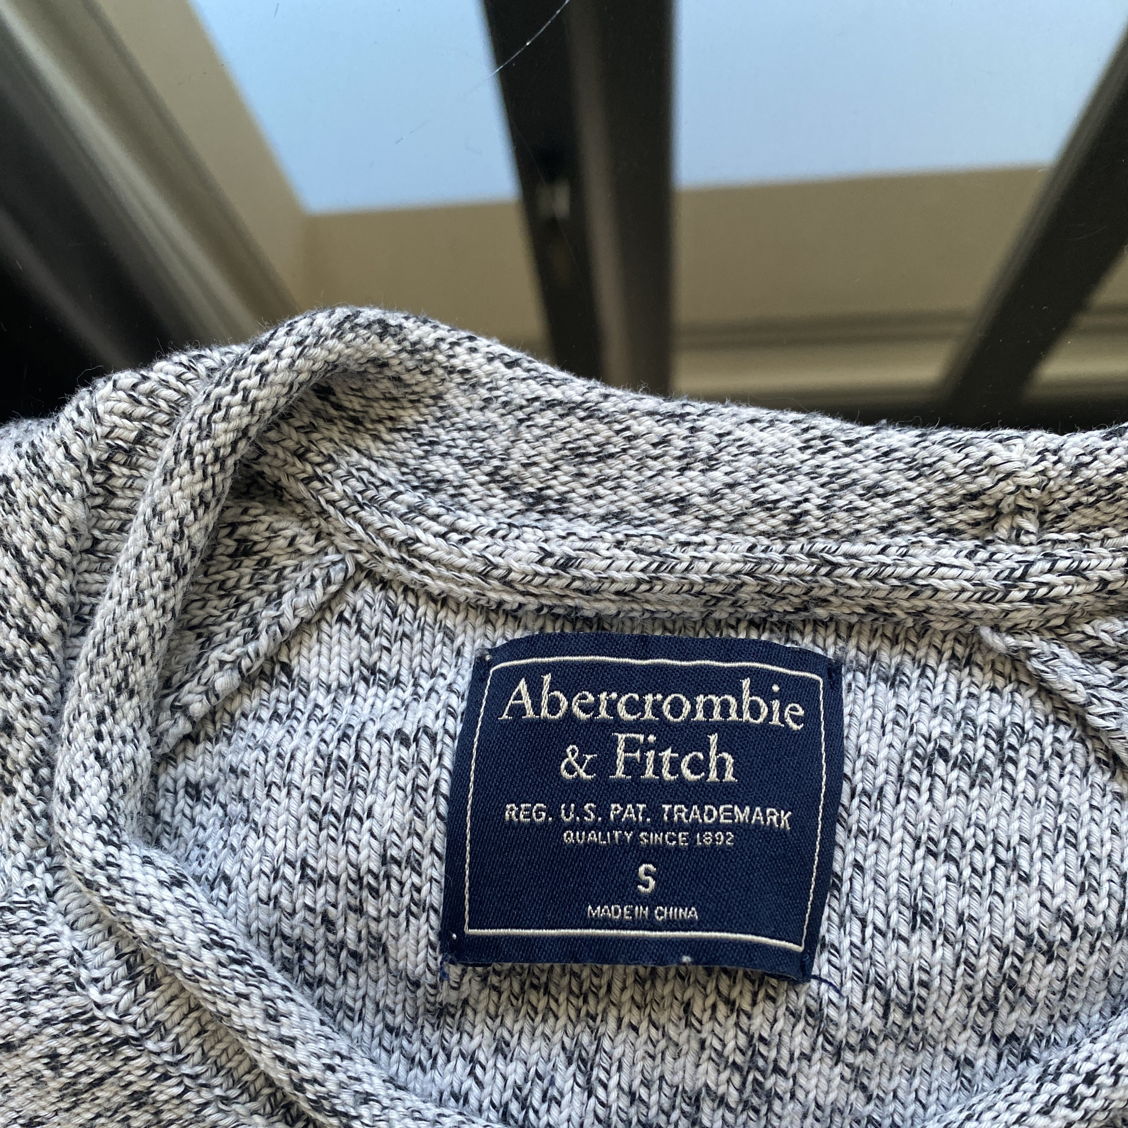 Abercrombie
& Fitch
REG. U.S. PAT. TRADEMARK
QUALITY SINCE 1892
S
MADE IN CHINA